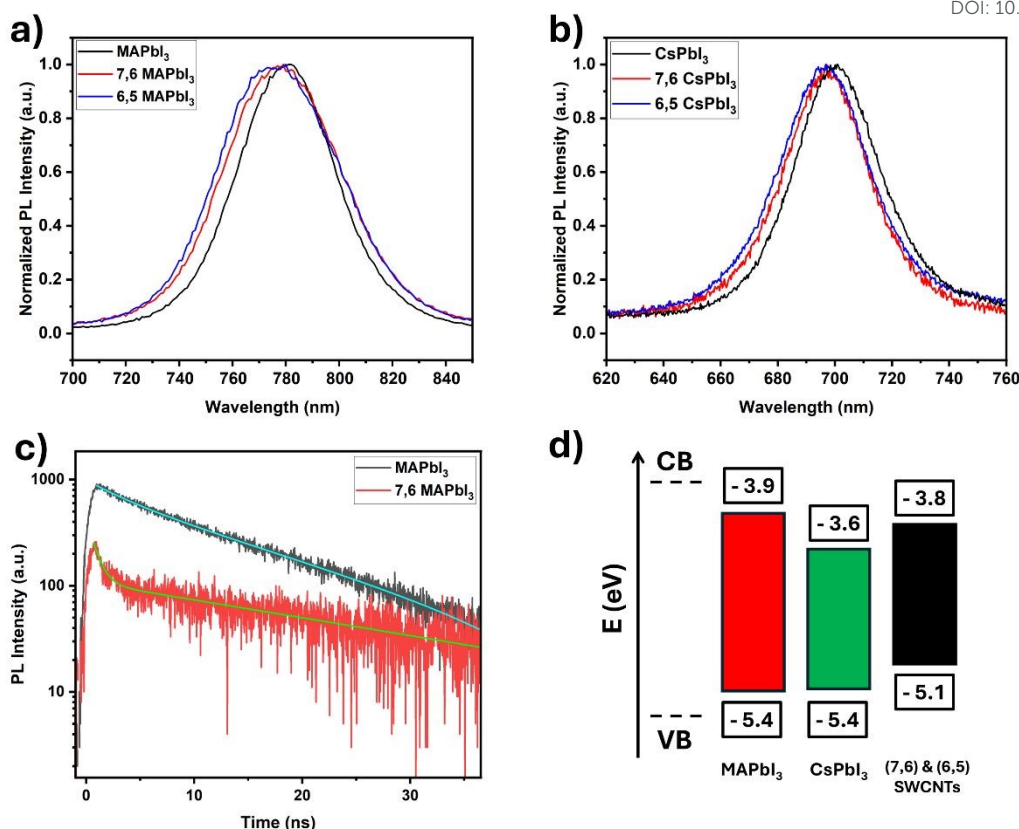 DOI: 10.
a)
MAPbI₃
7,6 MAPbI₃
6,5 MAPbI₃
Normalized PL Intensity (a.u.)
1.0
0.8
0.6
0.4
0.2
0.0
700 720 740 760 780 800 820 840
Wavelength (nm)
b)
CsPbI₃
7,6 CsPbI₃
6,5 CsPbI₃
Normalized PL Intensity (a.u.)
1.0
0.8
0.6
0.4
0.2
0.0
620 640 660 680 700 720 740 760
Wavelength (nm)
c)
MAPbI₃
7,6 MAPbI₃
PL Intensity (a.u.)
1000
100
10
0 10 20 30
Time (ns)
d)
E (eV)
CB
VB
- 3.9
- 3.6
- 3.8
- 5.4
- 5.4
- 5.1
MAPbI₃
CsPbI₃
(7,6) & (6,5)
SWCNTs